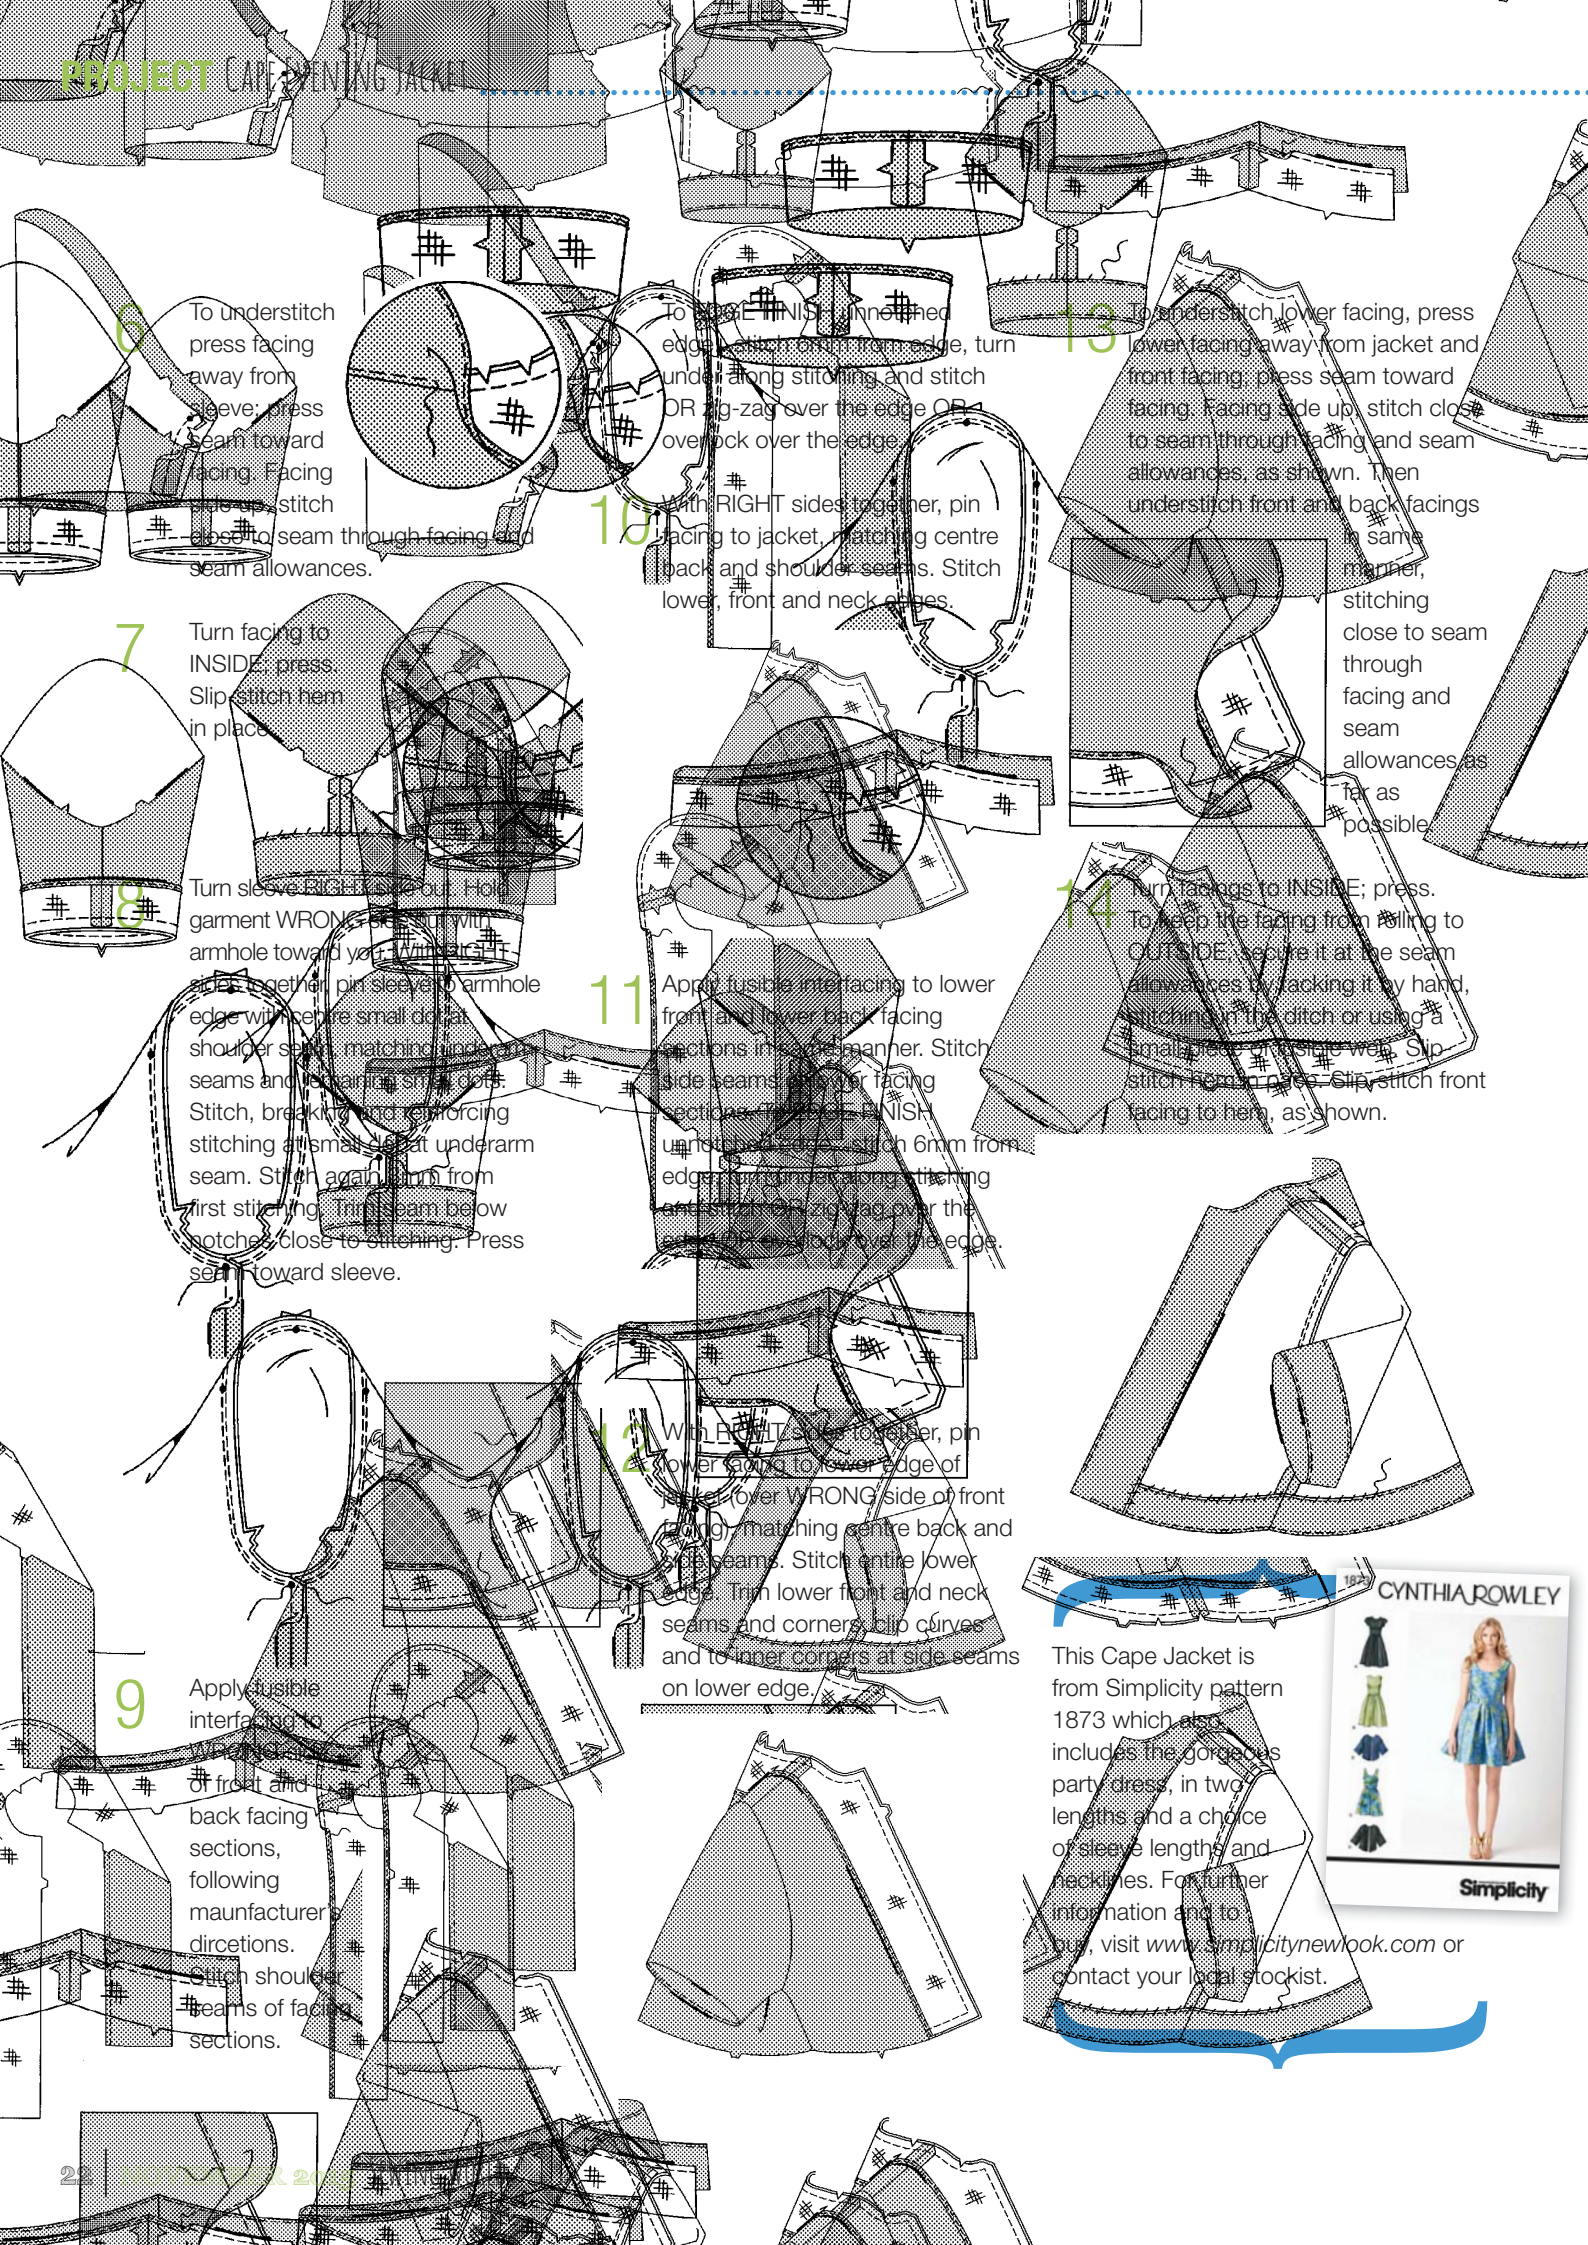 PROJECT CAPE EVENING JACKET
6
To understitch
press facing
away from
sleeve; press
seam toward
facing. Facing
side up, stitch
close to seam through facing and
seam allowances.
7
Turn facing to
INSIDE; press.
Slip-stitch hem
in place.
8
Turn sleeve RIGHT side out. Hold
garment WRONG side out with
armhole toward you. With RIGHT
sides together, pin sleeve to armhole
edge with centre small dot at
shoulder seam, matching underarm
seams and remaining small dots.
Stitch, breaking and reinforcing
stitching at small dot at underarm
seam. Stitch again 6mm from
first stitching. Trim seam below
notches close to stitching. Press
seam toward sleeve.
9
Apply fusible
interfacing to
WRONG side
of front and
back facing
sections,
following
maunfacturer's
dircetions.
Stitch shoulder
seams of facing
sections.
To EDGE FINISH unnotched
edge, stitch 6mm from edge, turn
under along stitching and stitch
OR zig-zag over the edge OR
overlock over the edge.
10
With RIGHT sides together, pin
facing to jacket, matching centre
back and shoulder seams. Stitch
lower, front and neck edges.
11
Apply fusible interfacing to lower
front and lower back facing
sections in same manner. Stitch
side seams of lower facing
sections. To EDGE FINISH
unnotched edge, stitch 6mm from
edge, turn under along stitching
and stitch OR zig-zag over the
edge OR overlock over the edge.
12
With RIGHT sides together, pin
lower facing to lower edge of
jacket (over WRONG side of front
facing), matching centre back and
side seams. Stitch entire lower
edge. Trim lower front and neck
seams and corners; clip curves
and to inner corners at side seams
on lower edge.
13
To understitch lower facing, press
lower facing away from jacket and
front facing; press seam toward
facing. Facing side up, stitch close
to seam through facing and seam
allowances, as shown. Then
understitch front and back facings
in same
manner,
stitching
close to seam
through
facing and
seam
allowances as
far as
possible.
14
Turn facings to INSIDE; press.
To keep the facing from rolling to
OUTSIDE, secure it at the seam
allowances by tacking it by hand,
stitching in the ditch or using a
small piece of fusible web. Slip-
stitch hem in place. Slip-stitch front
facing to hem, as shown.
This Cape Jacket is
from Simplicity pattern
1873 which also
includes the gorgeous
party dress, in two
lengths and a choice
of sleeve lengths and
necklines. For further
information and to
buy, visit www.simplicitynewlook.com or
contact your local stockist.
1873
CYNTHIA ROWLEY
Simplicity
22